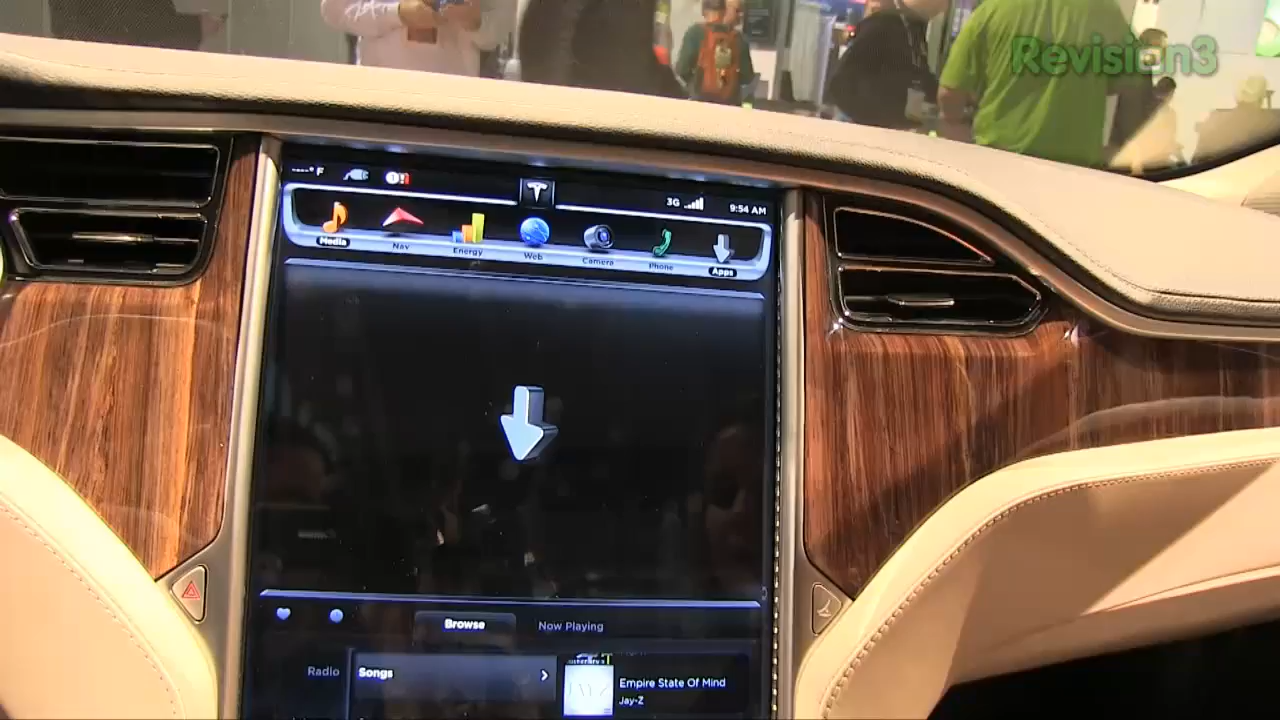 Revision3
----° F
3G
9:54 AM
Media
Nav
Energy
Web
Camera
Phone
Apps
Browse
Now Playing
Radio
Songs
Empire State Of Mind
Jay-Z
JAY Z